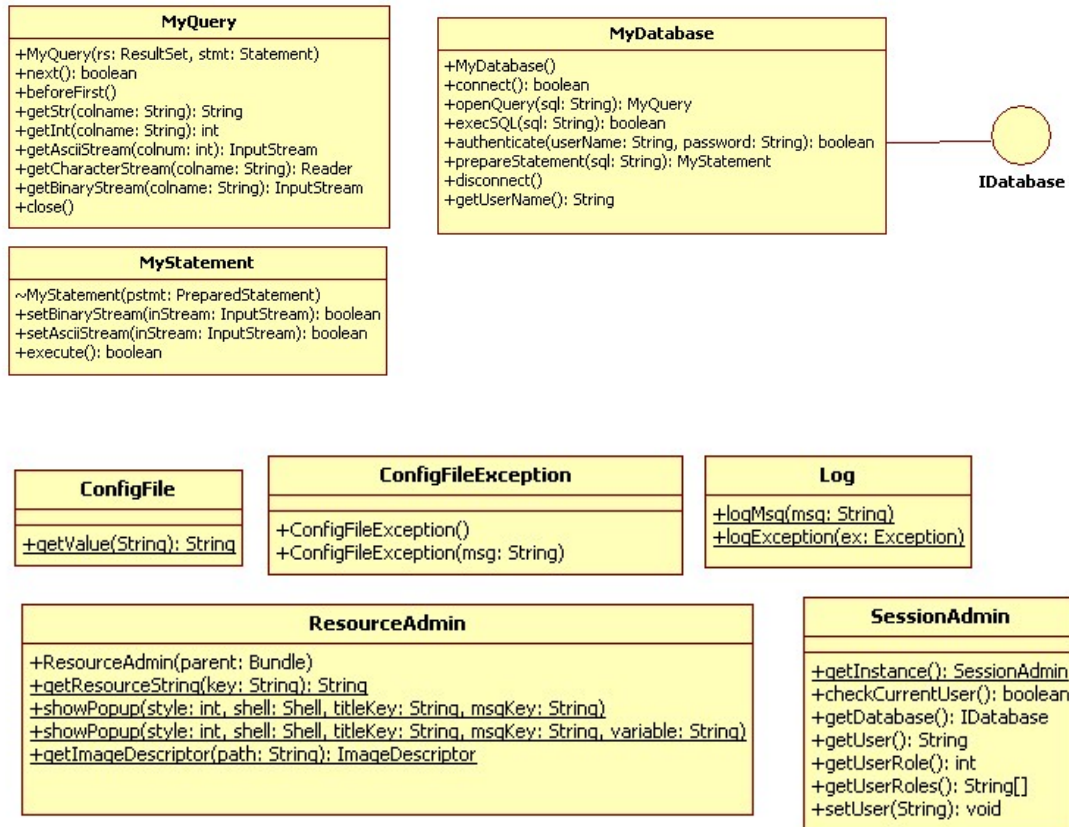 MyQuery
+MyQuery(rs: ResultSet, stmt: Statement)
+next(): boolean
+beforeFirst()
+getStr(colname: String): String
+getInt(colname: String): int
+getAsciiStream(colnum: int): InputStream
+getCharacterStream(colname: String): Reader
+getBinaryStream(colname: String): InputStream
+close()
MyDatabase
+MyDatabase()
+connect(): boolean
+openQuery(sql: String): MyQuery
+execSQL(sql: String): boolean
+authenticate(userName: String, password: String): boolean
+prepareStatement(sql: String): MyStatement
+disconnect()
+getUserName(): String
IDatabase
MyStatement
~MyStatement(pstmt: PreparedStatement)
+setBinaryStream(inStream: InputStream): boolean
+setAsciiStream(inStream: InputStream): boolean
+execute(): boolean
ConfigFile
+getValue(String): String
ConfigFileException
+ConfigFileException()
+ConfigFileException(msg: String)
Log
+logMsg(msg: String)
+logException(ex: Exception)
ResourceAdmin
+ResourceAdmin(parent: Bundle)
+getResourceString(key: String): String
+showPopup(style: int, shell: Shell, titleKey: String, msgKey: String)
+showPopup(style: int, shell: Shell, titleKey: String, msgKey: String, variable: String)
+getImageDescriptor(path: String): ImageDescriptor
SessionAdmin
+getInstance(): SessionAdmin
+checkCurrentUser(): boolean
+getDatabase(): IDatabase
+getUser(): String
+getUserRole(): int
+getUserRoles(): String[]
+setUser(String): void